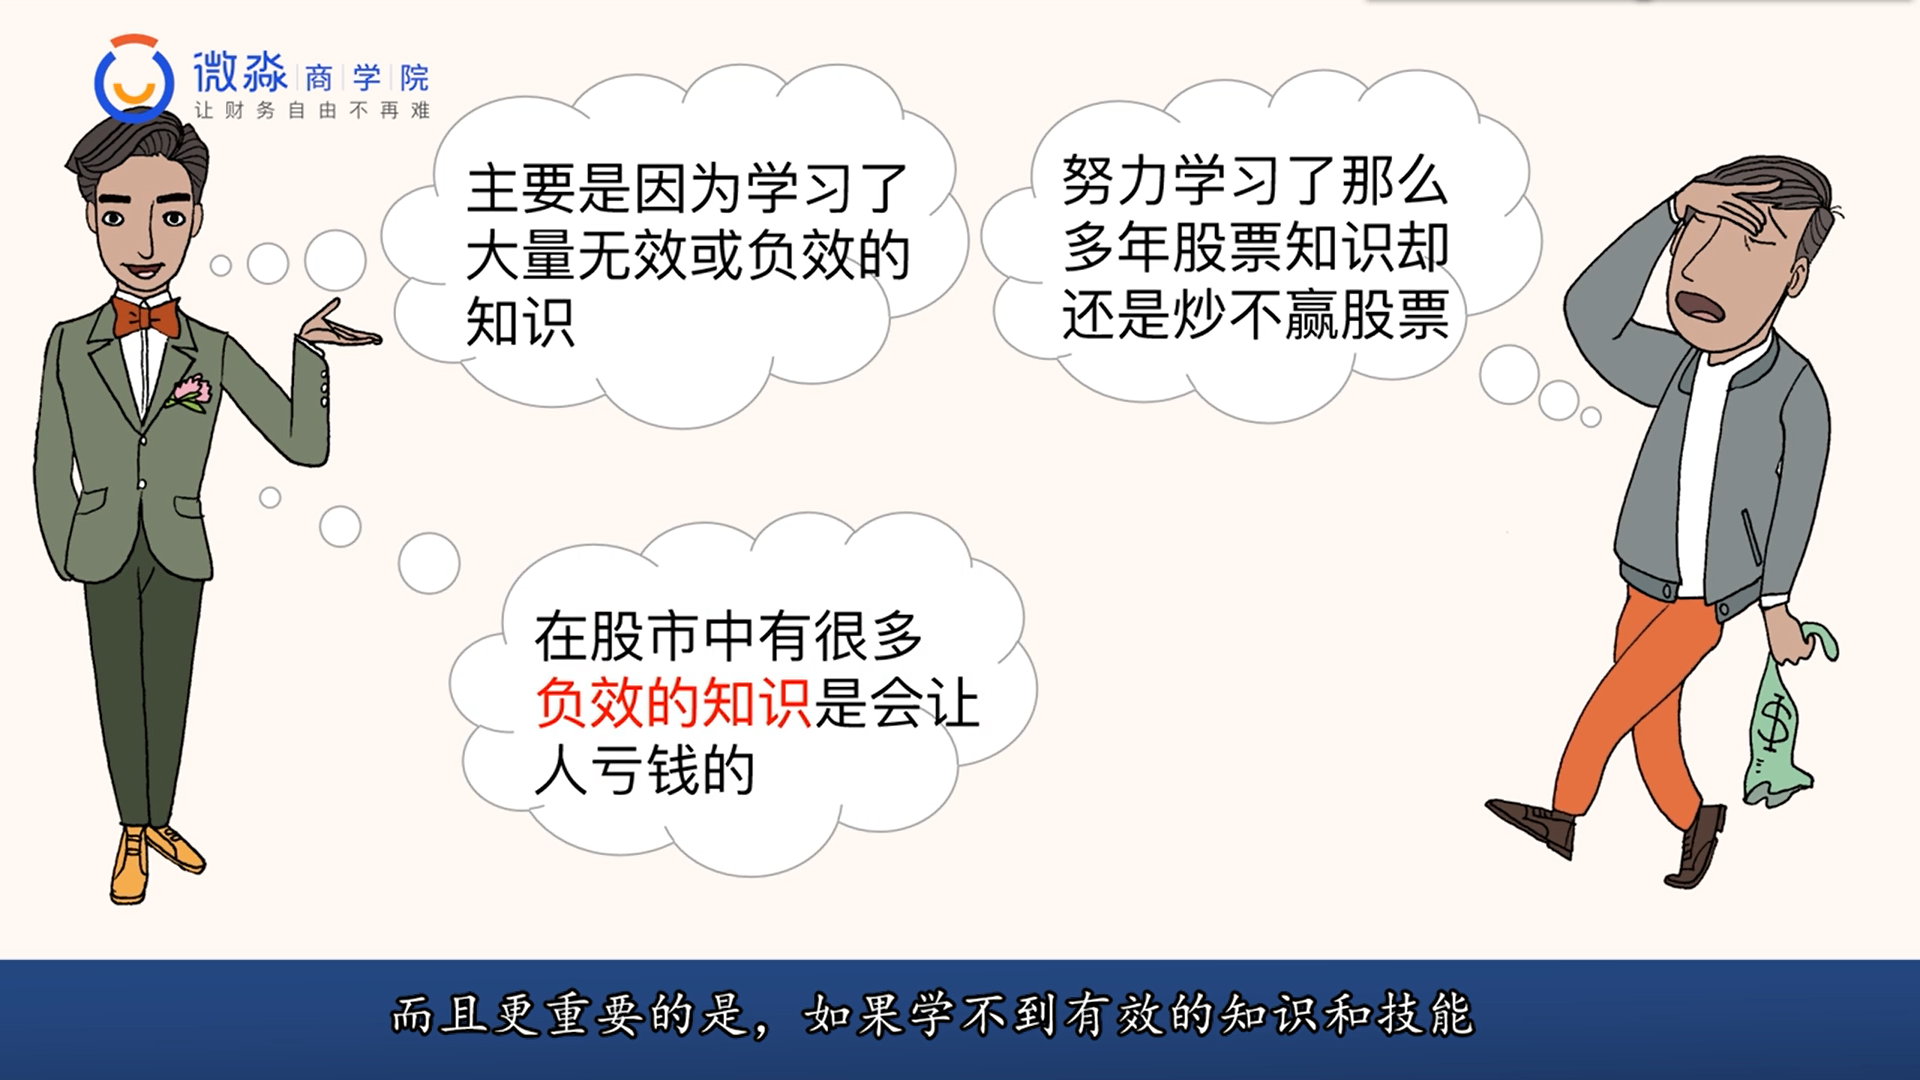 微淼商学院
让财务自由不再难
主要是因为学习了
大量无效或负效的
知识
努力学习了那么
多年股票知识却
还是炒不赢股票
在股市中有很多
负效的知识是会让
人亏钱的
$
而且更重要的是，如果学不到有效的知识和技能